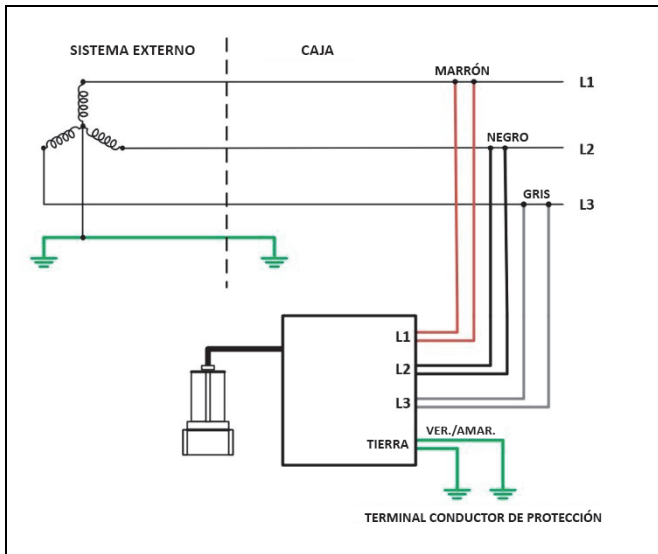 SISTEMA EXTERNO
CAJA
MARRÓN
L1
NEGRO
L2
GRIS
L3
L1
L2
L3
VER./AMAR.
TIERRA
TERMINAL CONDUCTOR DE PROTECCIÓN